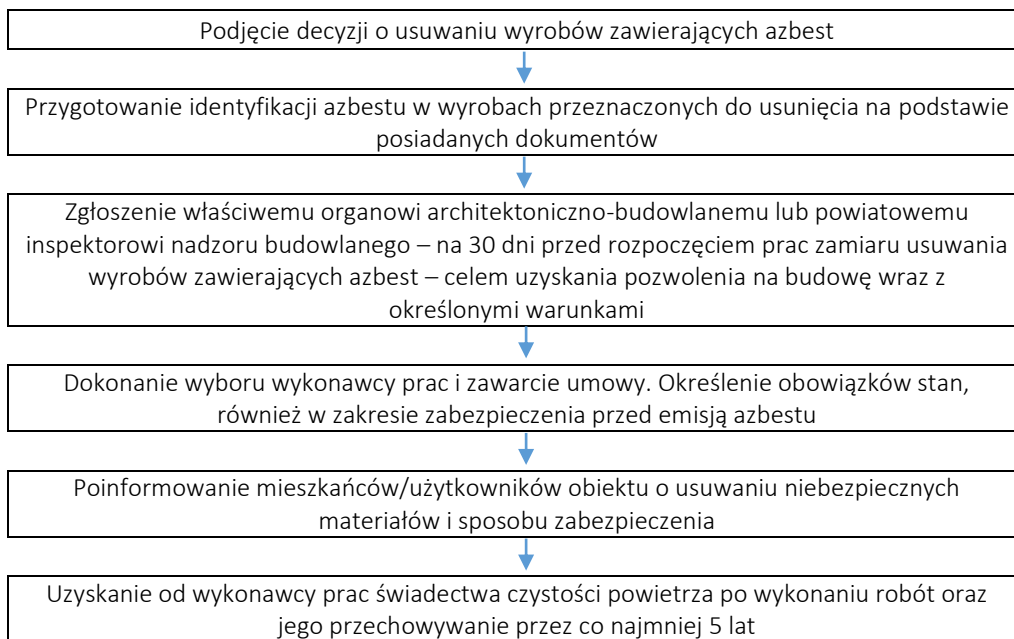 Podjęcie decyzji o usuwaniu wyrobów zawierających azbest
Przygotowanie identyfikacji azbestu w wyrobach przeznaczonych do usunięcia na podstawie
posiadanych dokumentów
Zgłoszenie właściwemu organowi architektoniczno-budowlanemu lub powiatowemu
inspektorowi nadzoru budowlanego – na 30 dni przed rozpoczęciem prac zamiaru usuwania
wyrobów zawierających azbest – celem uzyskania pozwolenia na budowę wraz z
określonymi warunkami
Dokonanie wyboru wykonawcy prac i zawarcie umowy. Określenie obowiązków stan,
również w zakresie zabezpieczenia przed emisją azbestu
Poinformowanie mieszkańców/użytkowników obiektu o usuwaniu niebezpiecznych
materiałów i sposobu zabezpieczenia
Uzyskanie od wykonawcy prac świadectwa czystości powietrza po wykonaniu robót oraz
jego przechowywanie przez co najmniej 5 lat